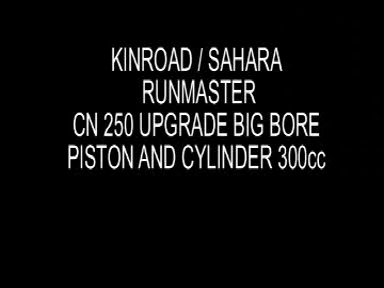 KINROAD / SAHARA
RUNMASTER
CN 250 UPGRADE BIG BORE
PISTON AND CYLINDER 300cc